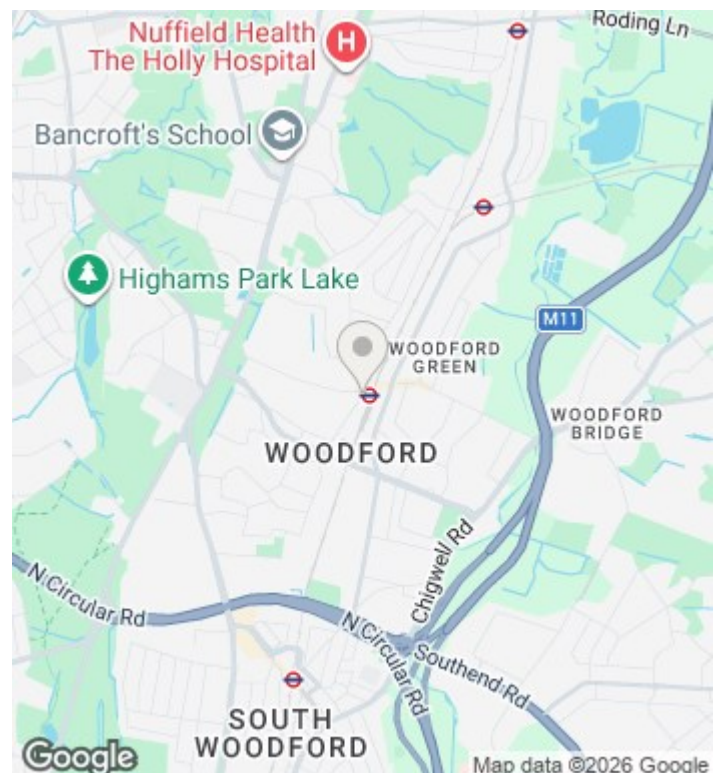 Roding Ln
Nuffield Health
The Holly Hospital
H
Bancroft's School
Highams Park Lake
M11
WOODFORD
GREEN
WOODFORD
BRIDGE
WOODFORD
Chigwell Rd
N Circular Rd
N Circular Rd
Southend Rd
SOUTH
WOODFORD
Google
Map data ©2026 Google